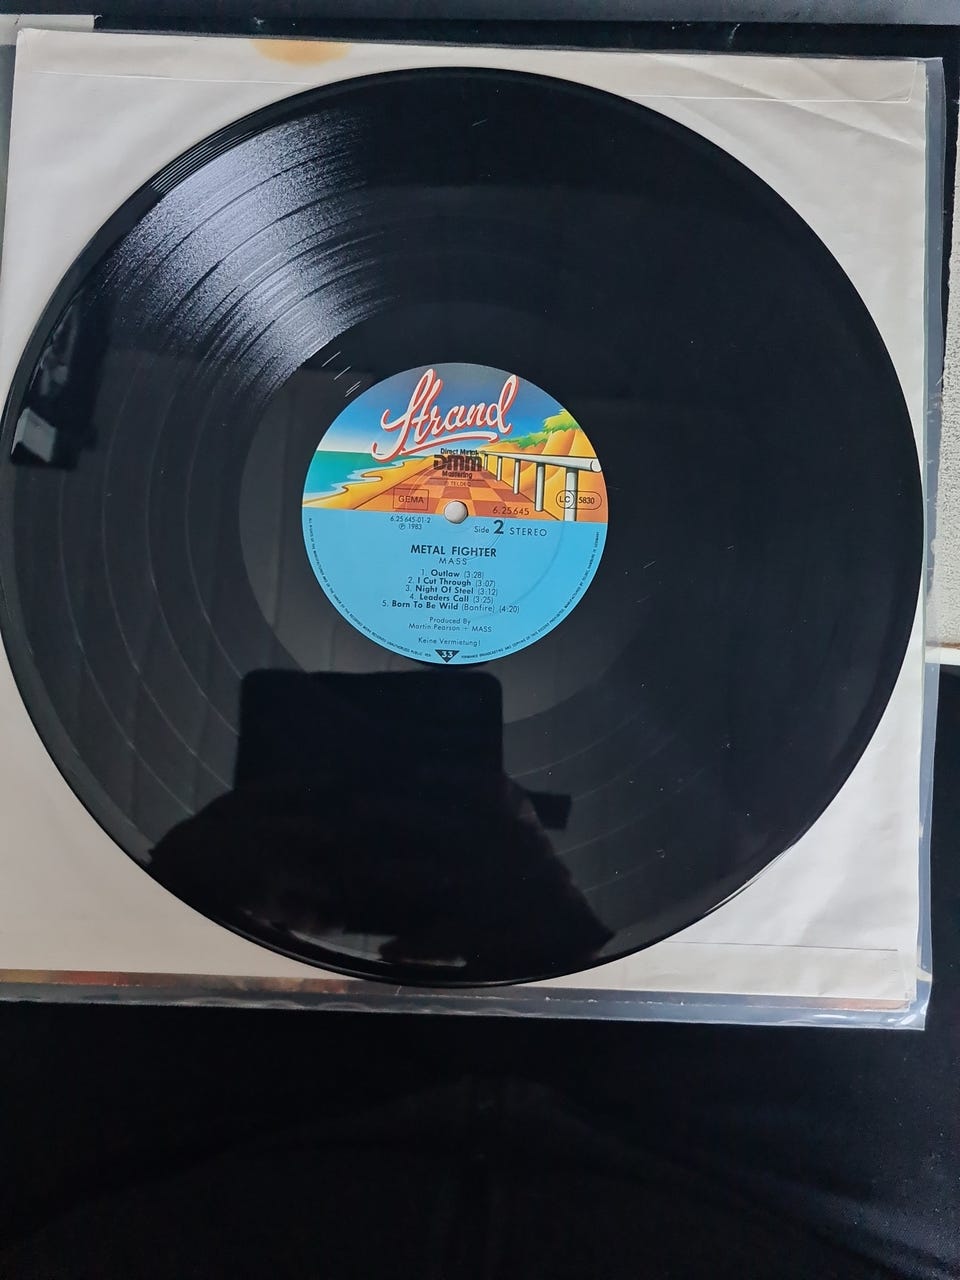 Strand
Direct Metal
DMM
Mastering
TELDEC
GEMA
LC 5830
6.25645
6.25 645-01-2
℗ 1983
Side 2 STEREO
METAL FIGHTER
MASS
1. Outlaw (3:28)
2. I Cut Through (3:07)
3. Night Of Steel (3:12)
4. Leaders Call (3:25)
5. Born To Be Wild (Bonfire) (4:20)
Produced By
Martin Pearson + MASS
Keine Vermietung!
33